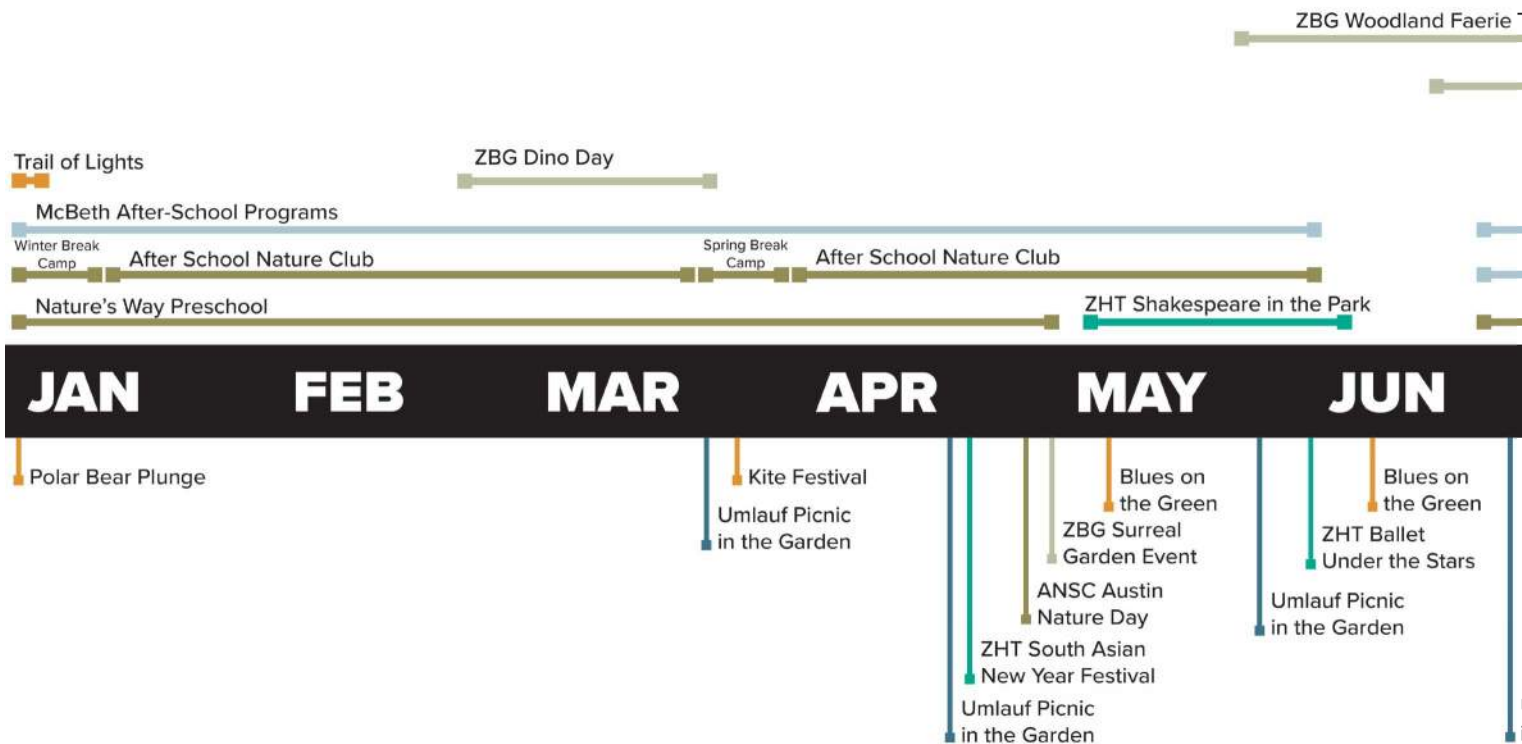 ZBG Woodland Faerie
Trail of Lights
ZBG Dino Day
McBeth After-School Programs
Winter Break
Camp
After School Nature Club
Spring Break
Camp
After School Nature Club
Nature's Way Preschool
ZHT Shakespeare in the Park
JAN
FEB
MAR
APR
MAY
JUN
Polar Bear Plunge
Kite Festival
Umlauf Picnic
in the Garden
Blues on
the Green
Blues on
the Green
ZBG Surreal
Garden Event
ZHT Ballet
Under the Stars
ANSC Austin
Nature Day
Umlauf Picnic
in the Garden
ZHT South Asian
New Year Festival
Umlauf Picnic
in the Garden